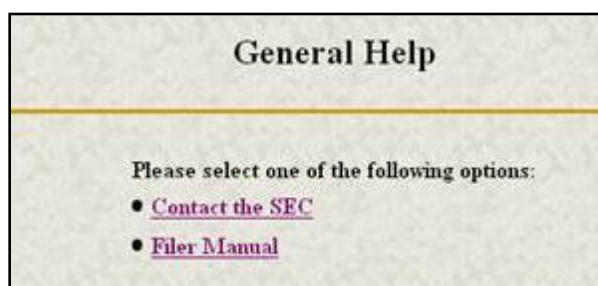 General Help
Please select one of the following options:
Contact the SEC
Filer Manual